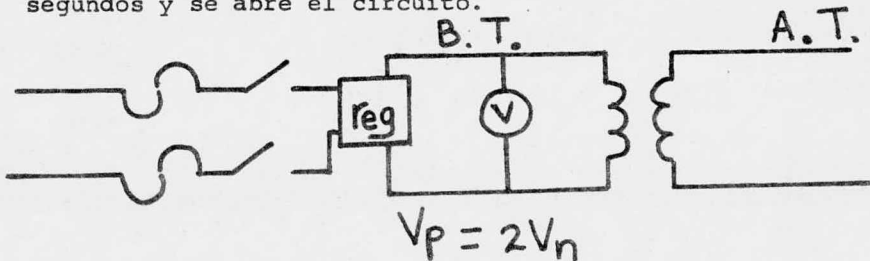 segundos y se abre el circuito.
B. T.
A. T.
reg
V
Vp = 2Vn